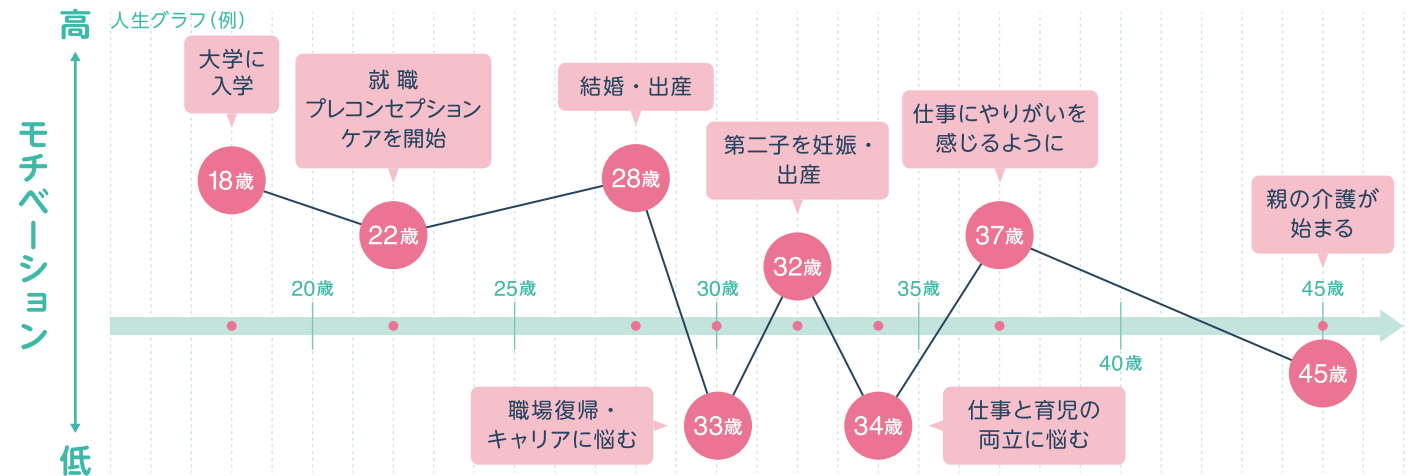 高
人生グラフ(例)
モチベーション
低
大学に
入学
18歳
就 職
プレコンセプション
ケアを開始
22歳
結婚・出産
28歳
第二子を妊娠・
出産
32歳
仕事にやりがいを
感じるように
37歳
親の介護が
始まる
45歳
20歳
25歳
30歳
35歳
40歳
45歳
職場復帰・
キャリアに悩む
33歳
34歳
仕事と育児の
両立に悩む